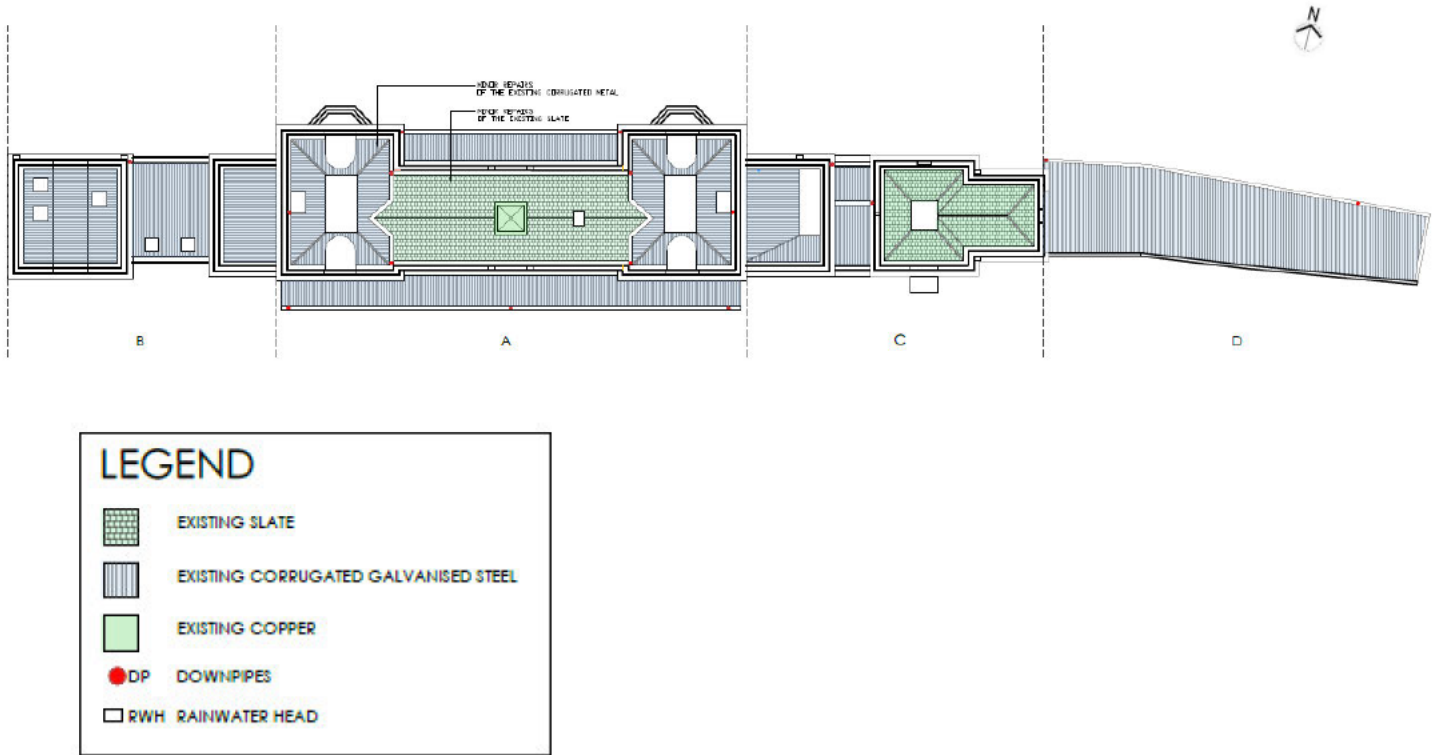 N
MINOR REPAIRS
OF THE EXISTING CORRUGATED METAL
MINOR REPAIRS
OF THE EXISTING SLATE
B
A
C
D
LEGEND
EXISTING SLATE
EXISTING CORRUGATED GALVANISED STEEL
EXISTING COPPER
DP DOWNPIPES
RWH RAINWATER HEAD